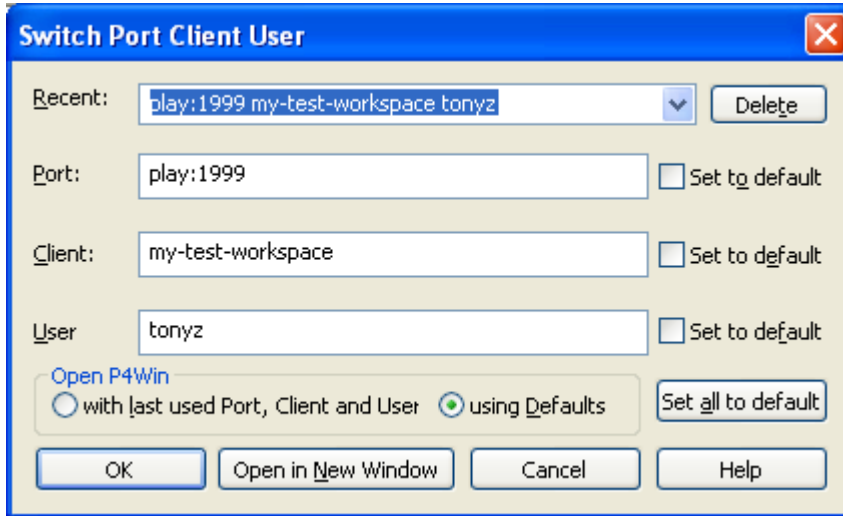 Switch Port Client User
Recent: play:1999 my-test-workspace tonyz Delete
Port: play:1999 Set to default
Client: my-test-workspace Set to default
User tonyz Set to default
Open P4Win
with last used Port, Client and User using Defaults Set all to default
OK Open in New Window Cancel Help